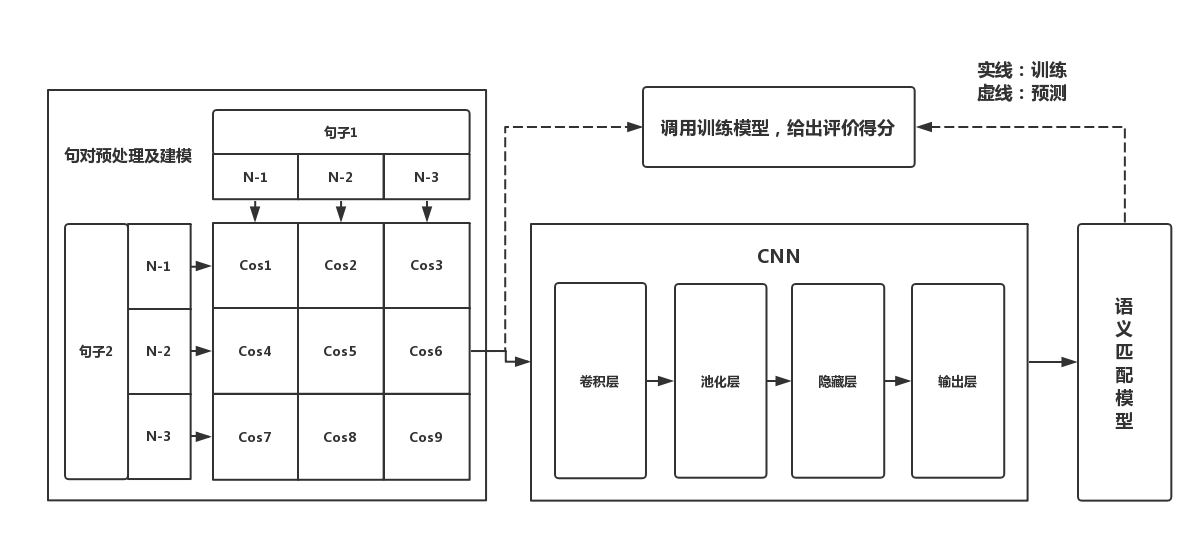 实线：训练
虚线：预测
调用训练模型，给出评价得分
句对预处理及建模
句子1
N-1 N-2 N-3
句子2
N-1
N-2
N-3
Cos1 Cos2 Cos3
Cos4 Cos5 Cos6
Cos7 Cos8 Cos9
CNN
卷积层
池化层
隐藏层
输出层
语
义
匹
配
模
型